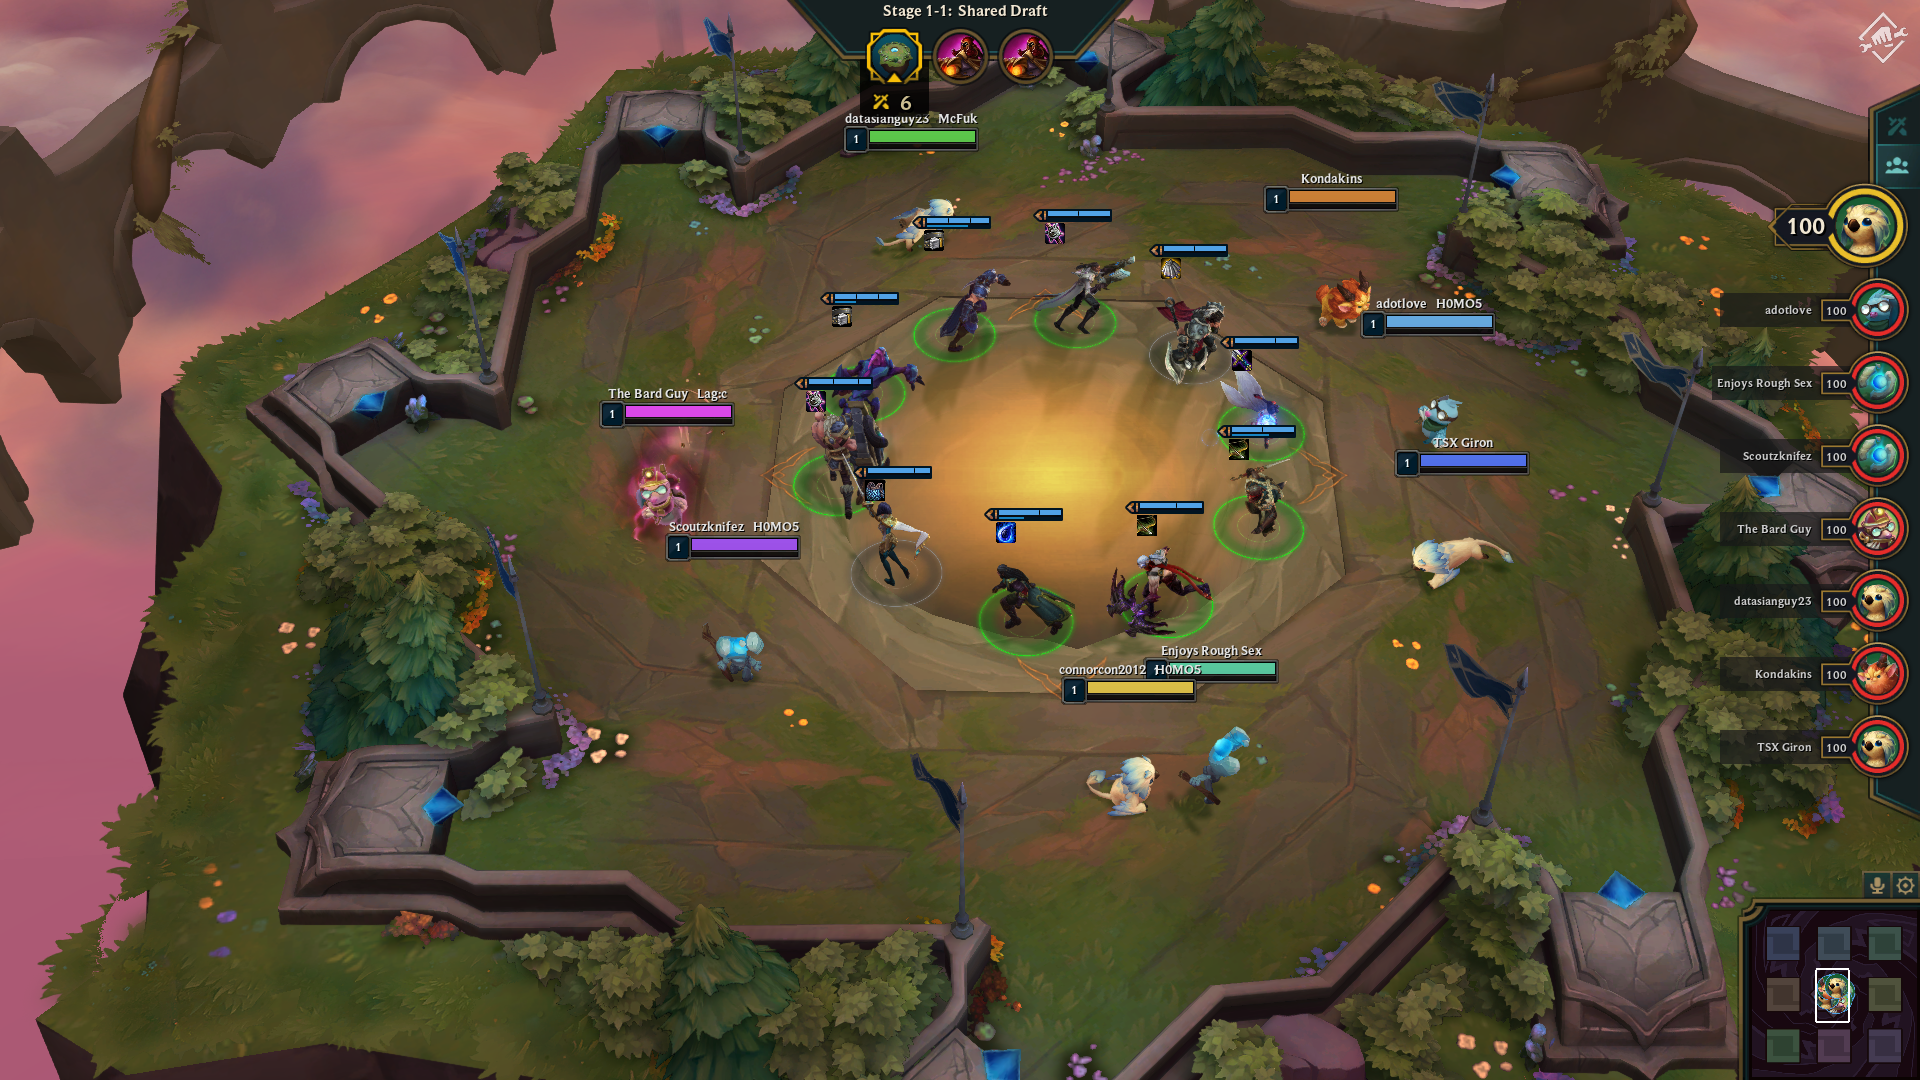 Stage 1-1: Shared Draft
6
datasianguy23 McFuk
1
Kondakins
1
adotlove H0MO5
1
The Bard Guy Lag:c
1
TSX Giron
1
Scoutzknifez H0MO5
1
Enjoys Rough Sex
connorcon2012 H0MO5
1
100
adotlove 100
Enjoys Rough Sex 100
Scoutzknifez 100
The Bard Guy 100
datasianguy23 100
Kondakins 100
TSX Giron 100